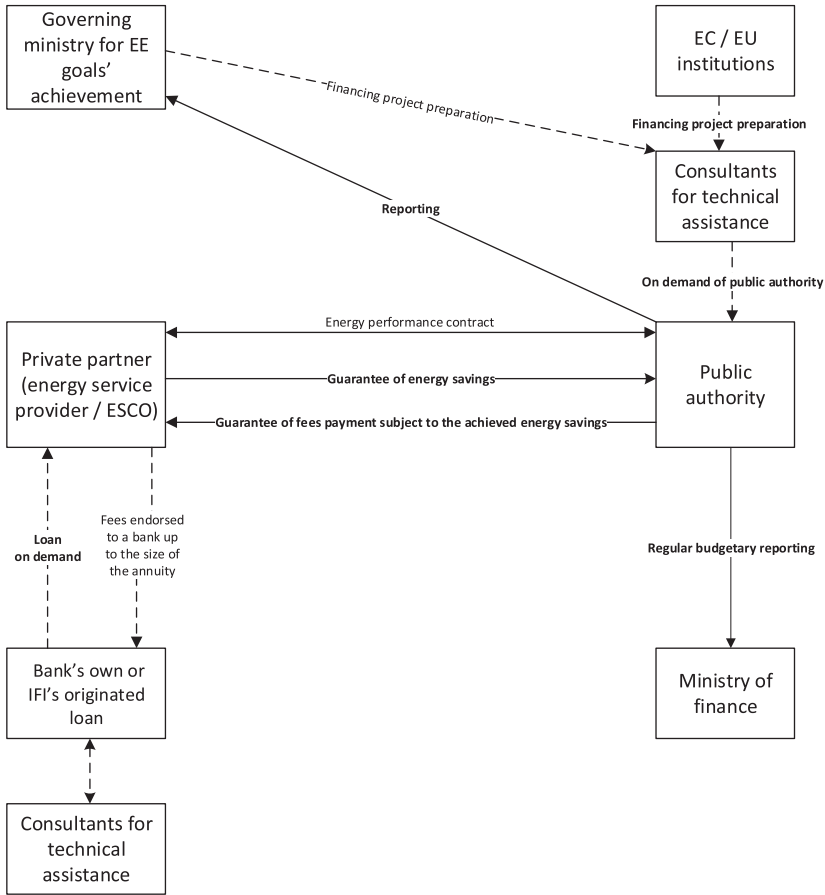 Governing
ministry for EE
goals’
achievement
EC / EU
institutions
Financing project preparation
Financing project preparation
Consultants
for technical
assistance
Reporting
On demand of public authority
Private partner
(energy service
provider / ESCO)
Energy performance contract
Guarantee of energy savings
Guarantee of fees payment subject to the achieved energy savings
Public
authority
Loan
on demand
Fees endorsed
to a bank up
to the size of
the annuity
Regular budgetary reporting
Bank’s own or
IFI’s originated
loan
Ministry of
finance
Consultants for
technical
assistance